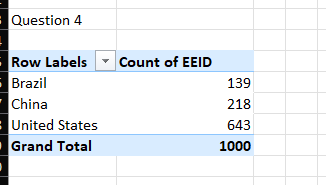 Question 4
Row Labels Count of EEID
Brazil 139
China 218
United States 643
Grand Total 1000